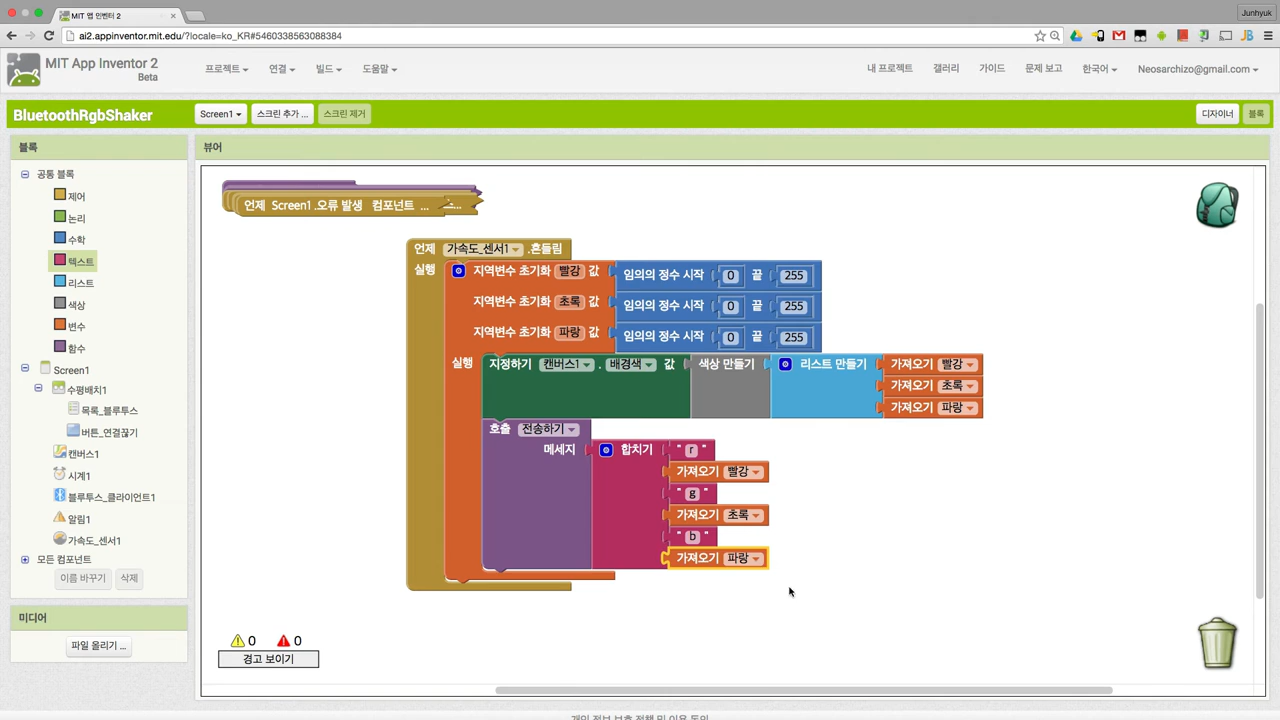 MIT 앱 인벤터 2
Junhyuk
ai2.appinventor.mit.edu/?locale=ko_KR#5460338563088384
MIT App Inventor 2
Beta
프로젝트 연결 빌드 도움말
내 프로젝트 갤러리 가이드 문제 보고 한국어 Neosarchizo@gmail.com
BluetoothRgbShaker
Screen1 스크린 추가 ... 스크린 제거
디자이너 블록
블록
뷰어
공통 블록
제어
논리
수학
텍스트
리스트
색상
변수
함수
Screen1
수평배치1
목록_블루투스
버튼_연결끊기
캔버스1
시계1
블루투스_클라이언트1
알림1
가속도_센서1
모든 컴포넌트
이름 바꾸기 삭제
미디어
파일 올리기 ...
언제 Screen1 .오류 발생 컴포넌트 ...
언제 가속도_센서1 .흔들림
실행 지역변수 초기화 빨강 값 임의의 정수 시작 0 끝 255
지역변수 초기화 초록 값 임의의 정수 시작 0 끝 255
지역변수 초기화 파랑 값 임의의 정수 시작 0 끝 255
실행 지정하기 캔버스1 . 배경색 값 색상 만들기 리스트 만들기 가져오기 빨강
가져오기 초록
가져오기 파랑
호출 전송하기
메세지 합치기 " r "
가져오기 빨강
" g "
가져오기 초록
" b "
가져오기 파랑
0 0
경고 보이기
개인 정보 보호 정책 및 이용 동의